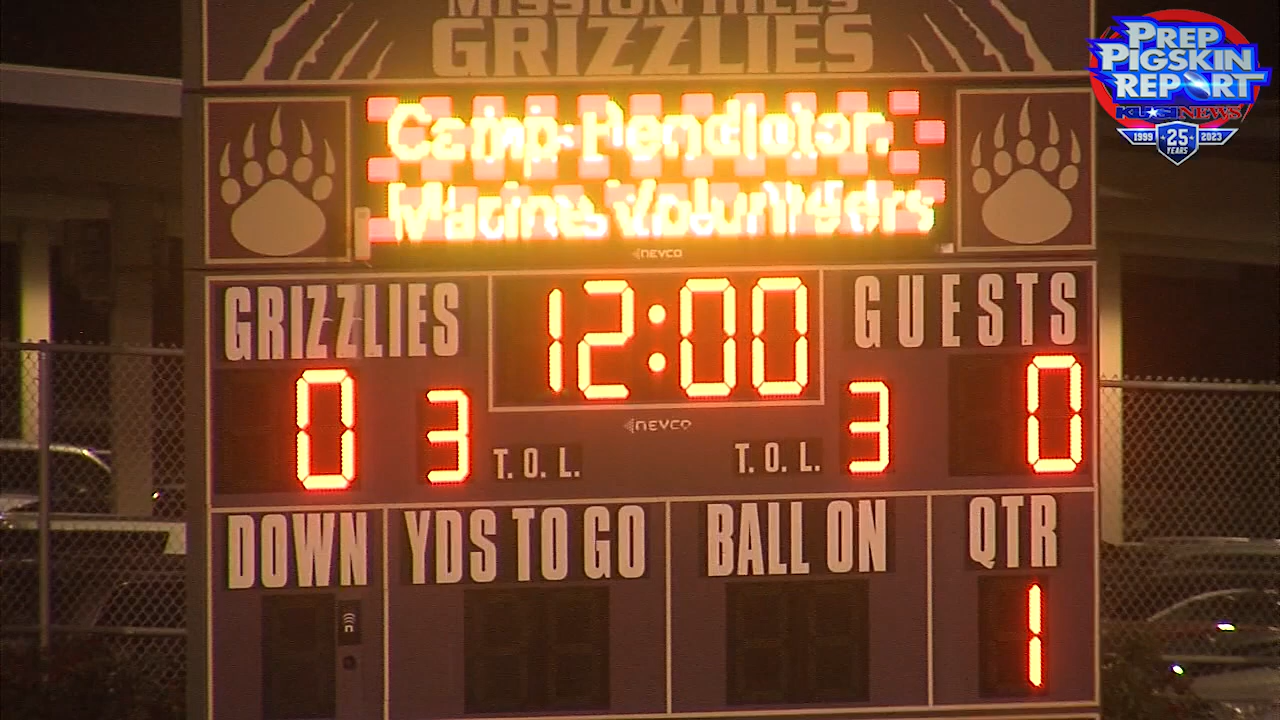 MISSION HILLS
GRIZZLIES
PREP
PIGSKIN
REPORT
KUSI NEWS
1999 25 2023
YEARS
Camp Pendleton
Marines Volunteers
NEVCO
GRIZZLIES 12:00 GUESTS
0 3 T.O.L. NEVCO T.O.L. 3 0
DOWN YDS TO GO BALL ON QTR
1